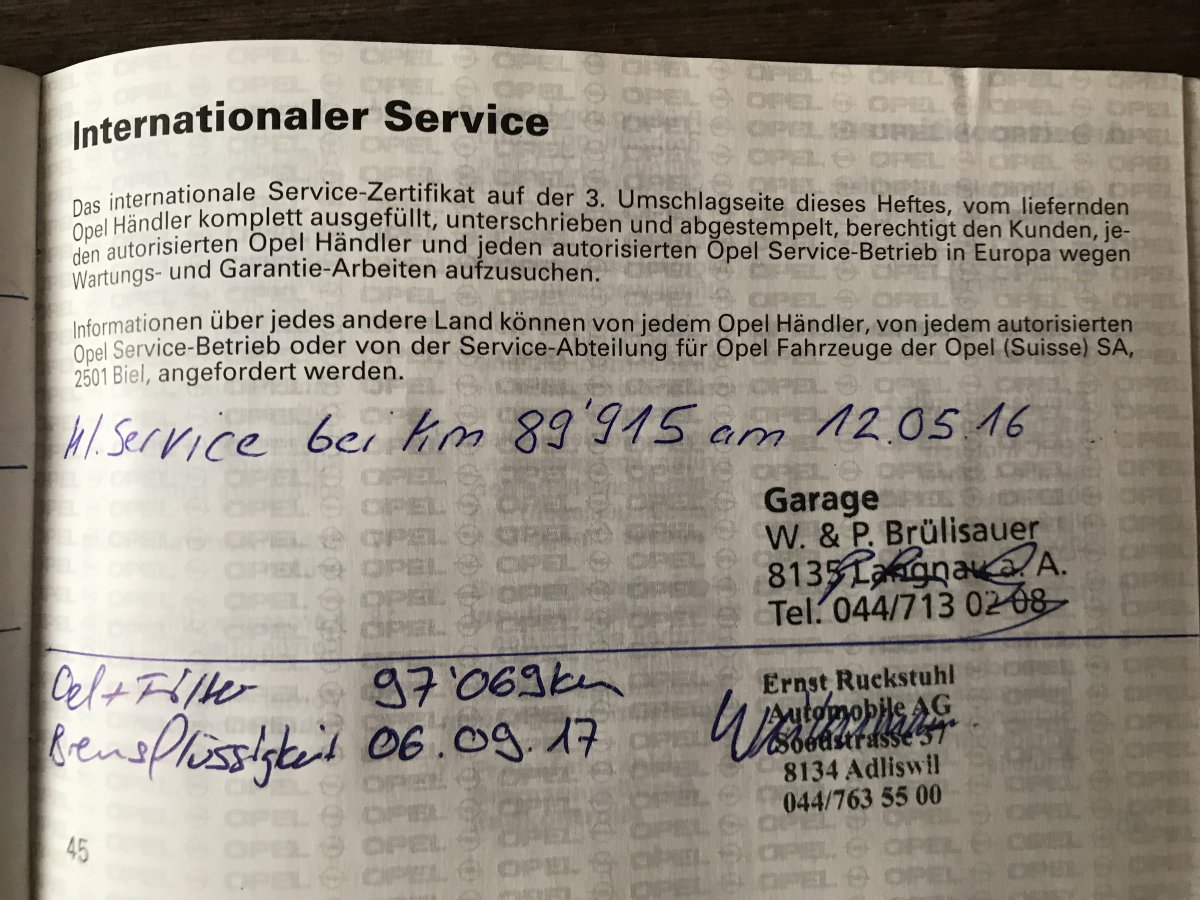 Internationaler Service
Das internationale Service-Zertifikat auf der 3. Umschlagseite dieses Heftes, vom liefernden
Opel Händler komplett ausgefüllt, unterschrieben und abgestempelt, berechtigt den Kunden, je-
den autorisierten Opel Händler und jeden autorisierten Opel Service-Betrieb in Europa wegen
Wartungs- und Garantie-Arbeiten aufzusuchen.
Informationen über jedes andere Land können von jedem Opel Händler, von jedem autorisierten
Opel Service-Betrieb oder von der Service-Abteilung für Opel Fahrzeuge der Opel (Suisse) SA,
2501 Biel, angefordert werden.
Kl. Service bei Km 89'915 am 12.05.16
Garage
W. & P. Brülisauer
8135 Langnau a. A.
Tel. 044/713 02 08
Oel + Filter 97'069km
Bremsflüssigkeit 06.09.17
Ernst Ruckstuhl
Automobile AG
Soodstrasse 57
8134 Adliswil
044/763 55 00
45